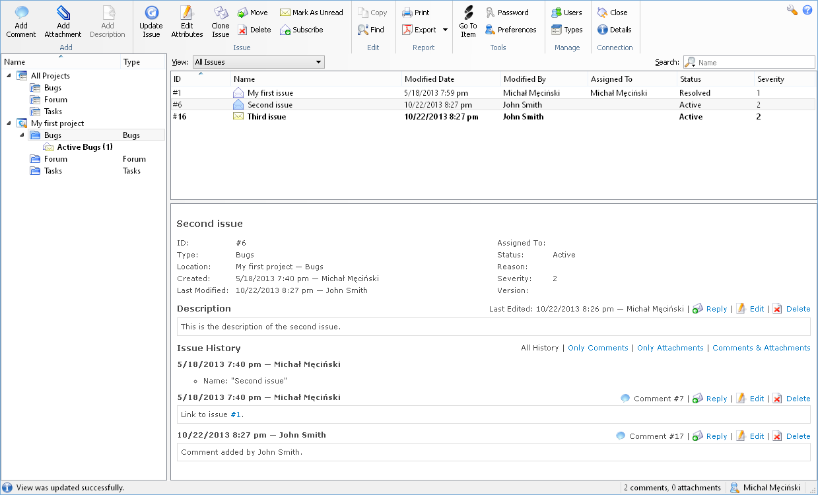 Add Comment
Add Attachment
Add Description
Add
Update Issue
Edit Attributes
Clone Issue
Move
Delete
Mark As Unread
Subscribe
Issue
Copy
Find
Edit
Print
Export
Report
Go To Item
Password
Preferences
Tools
Users
Types
Manage
Close
Details
Connection
Name Type
All Projects
Bugs
Forum
Tasks
My first project
Bugs Bugs
Active Bugs (1)
Forum Forum
Tasks Tasks
View: All Issues
Search: Name
ID Name Modified Date Modified By Assigned To Status Severity
#1 My first issue 5/18/2013 7:59 pm Michał Męciński Michał Męciński Resolved 1
#6 Second issue 10/22/2013 8:27 pm John Smith Active 2
#16 Third issue 10/22/2013 8:27 pm John Smith Active 2
Second issue
ID: #6 Assigned To:
Type: Bugs Status: Active
Location: My first project — Bugs Reason:
Created: 5/18/2013 7:40 pm — Michał Męciński Severity: 2
Last Modified: 10/22/2013 8:27 pm — John Smith Version:
Description Last Edited: 10/22/2013 8:26 pm — Michał Męciński | Reply | Edit | Delete
This is the description of the second issue.
Issue History All History | Only Comments | Only Attachments | Comments & Attachments
5/18/2013 7:40 pm — Michał Męciński
Name: "Second issue"
5/18/2013 7:40 pm — Michał Męciński Comment #7 | Reply | Edit | Delete
Link to issue #1.
10/22/2013 8:27 pm — John Smith Comment #17 | Reply | Edit | Delete
Comment added by John Smith.
View was updated successfully. 2 comments, 0 attachments Michał Męciński